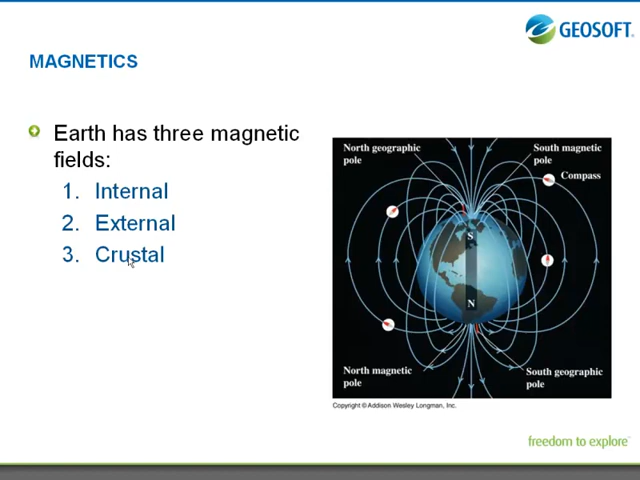 GEOSOFT
MAGNETICS
Earth has three magnetic
fields:
1. Internal
2. External
3. Crustal
North geographic
pole
South magnetic
pole
Compass
S
N
North magnetic
pole
South geographic
pole
Copyright © Addison Wesley Longman, Inc.
freedom to explore